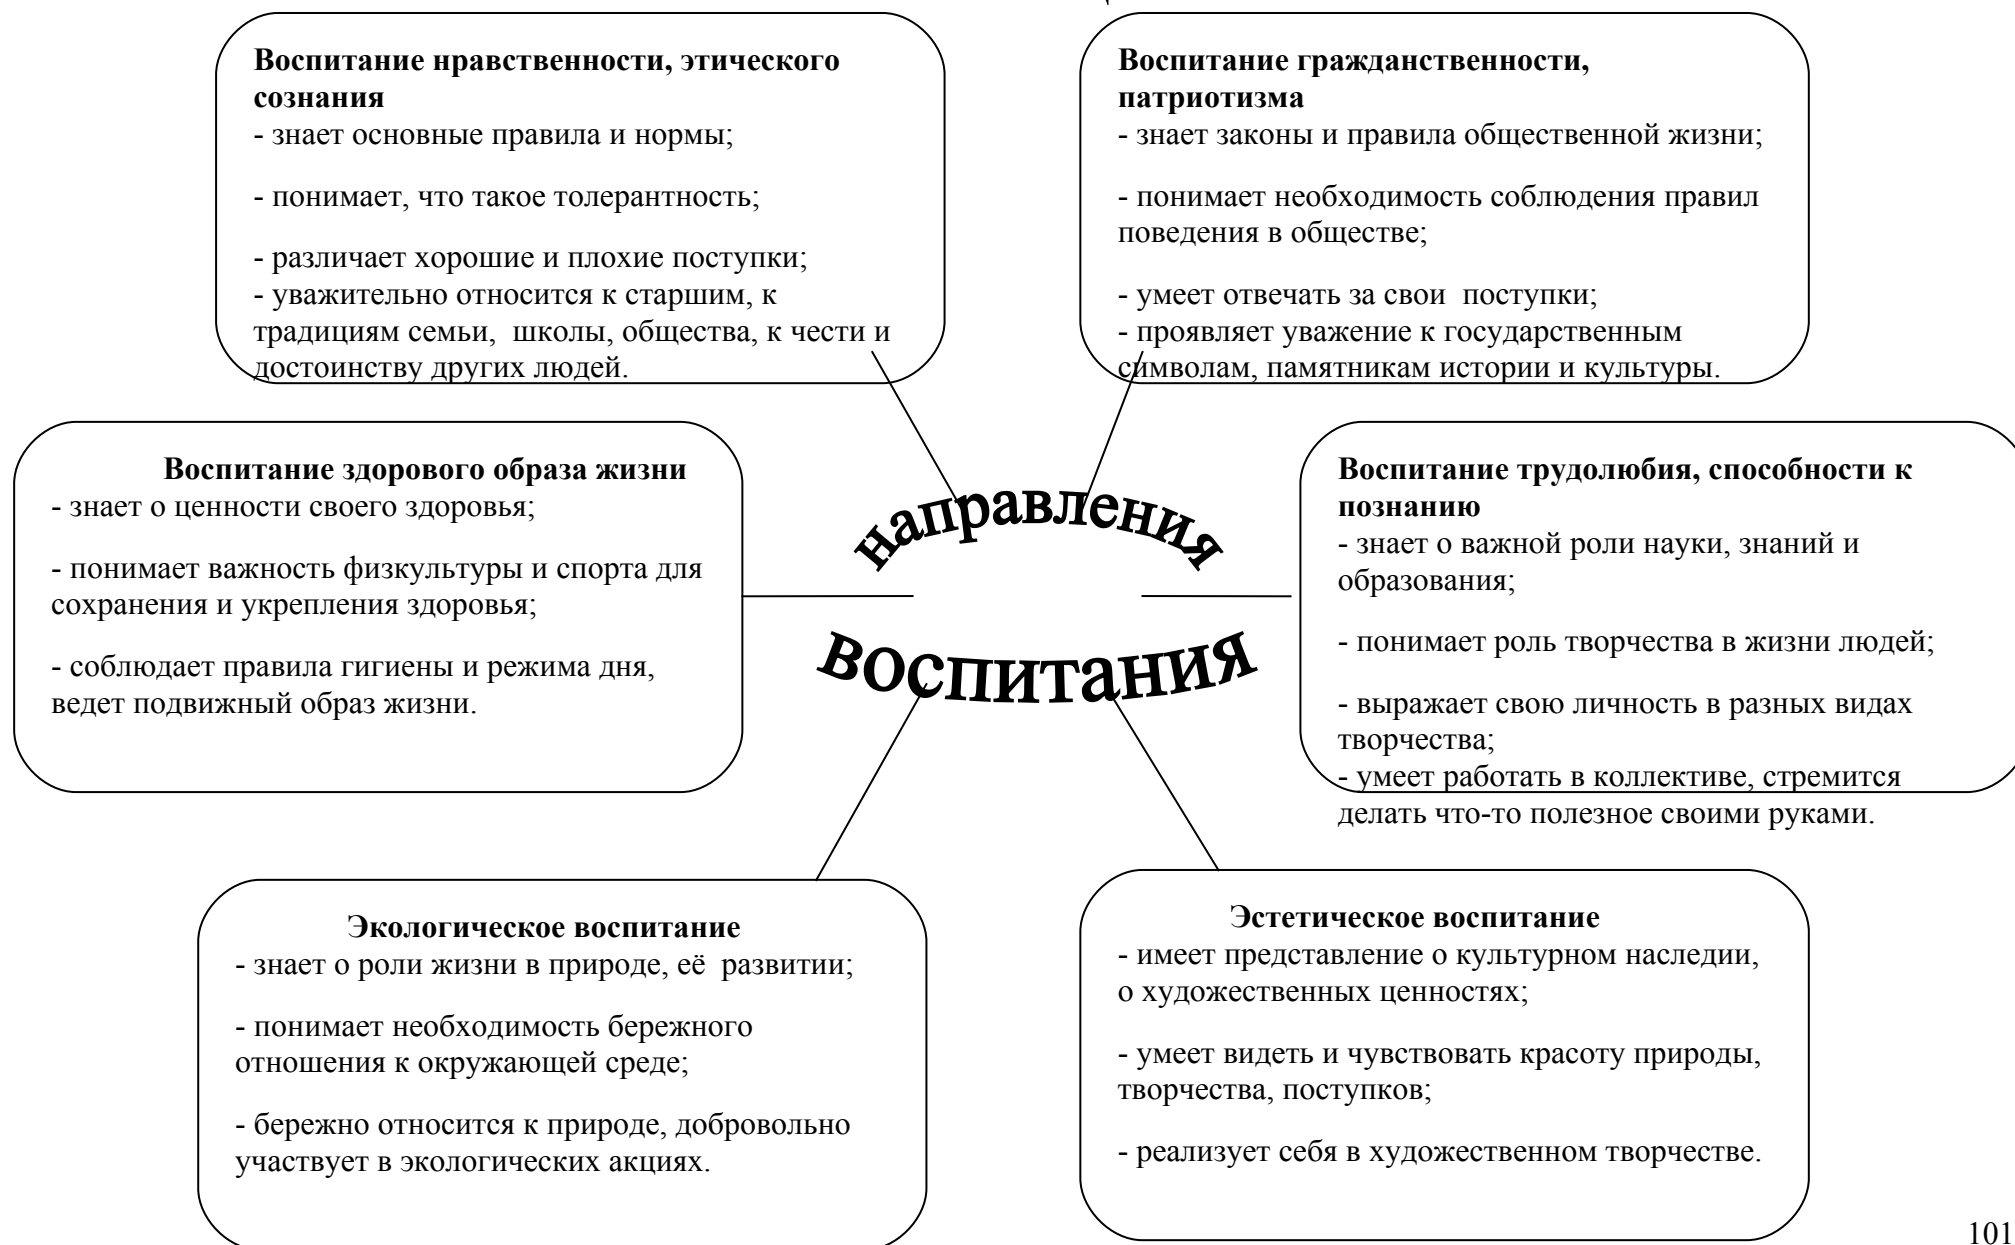 Воспитание нравственности, этического
сознания
- знает основные правила и нормы;
- понимает, что такое толерантность;
- различает хорошие и плохие поступки;
- уважительно относится к старшим, к
традициям семьи, школы, общества, к чести и
достоинству других людей.
Воспитание гражданственности,
патриотизма
- знает законы и правила общественной жизни;
- понимает необходимость соблюдения правил
поведения в обществе;
- умеет отвечать за свои поступки;
- проявляет уважение к государственным
символам, памятникам истории и культуры.
Воспитание здорового образа жизни
- знает о ценности своего здоровья;
- понимает важность физкультуры и спорта для
сохранения и укрепления здоровья;
- соблюдает правила гигиены и режима дня,
ведет подвижный образ жизни.
направления
воспитания
Воспитание трудолюбия, способности к
познанию
- знает о важной роли науки, знаний и
образования;
- понимает роль творчества в жизни людей;
- выражает свою личность в разных видах
творчества;
- умеет работать в коллективе, стремится
делать что-то полезное своими руками.
Экологическое воспитание
- знает о роли жизни в природе, её развитии;
- понимает необходимость бережного
отношения к окружающей среде;
- бережно относится к природе, добровольно
участвует в экологических акциях.
Эстетическое воспитание
- имеет представление о культурном наследии,
о художественных ценностях;
- умеет видеть и чувствовать красоту природы,
творчества, поступков;
- реализует себя в художественном творчестве.
101